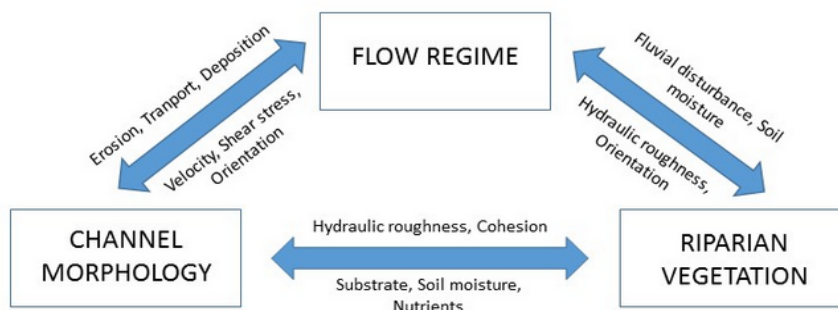 FLOW REGIME
Erosion, Tranport, Deposition
Velocity, Shear stress,
Orientation
Fluvial disturbance, Soil
moisture
Hydraulic roughness,
Orientation
CHANNEL
MORPHOLOGY
Hydraulic roughness, Cohesion
Substrate, Soil moisture,
Nutrients
RIPARIAN
VEGETATION